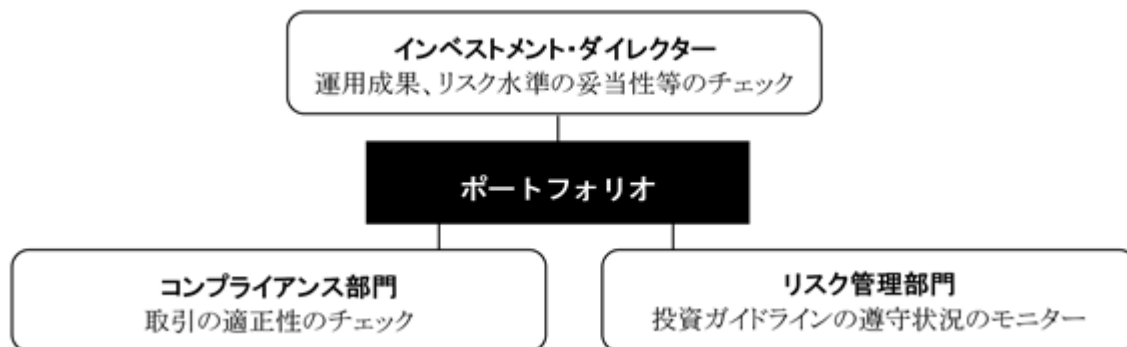 インベストメント・ダイレクター
運用成果、リスク水準の妥当性等のチェック
ポートフォリオ
コンプライアンス部門
取引の適正性のチェック
リスク管理部門
投資ガイドラインの遵守状況のモニター